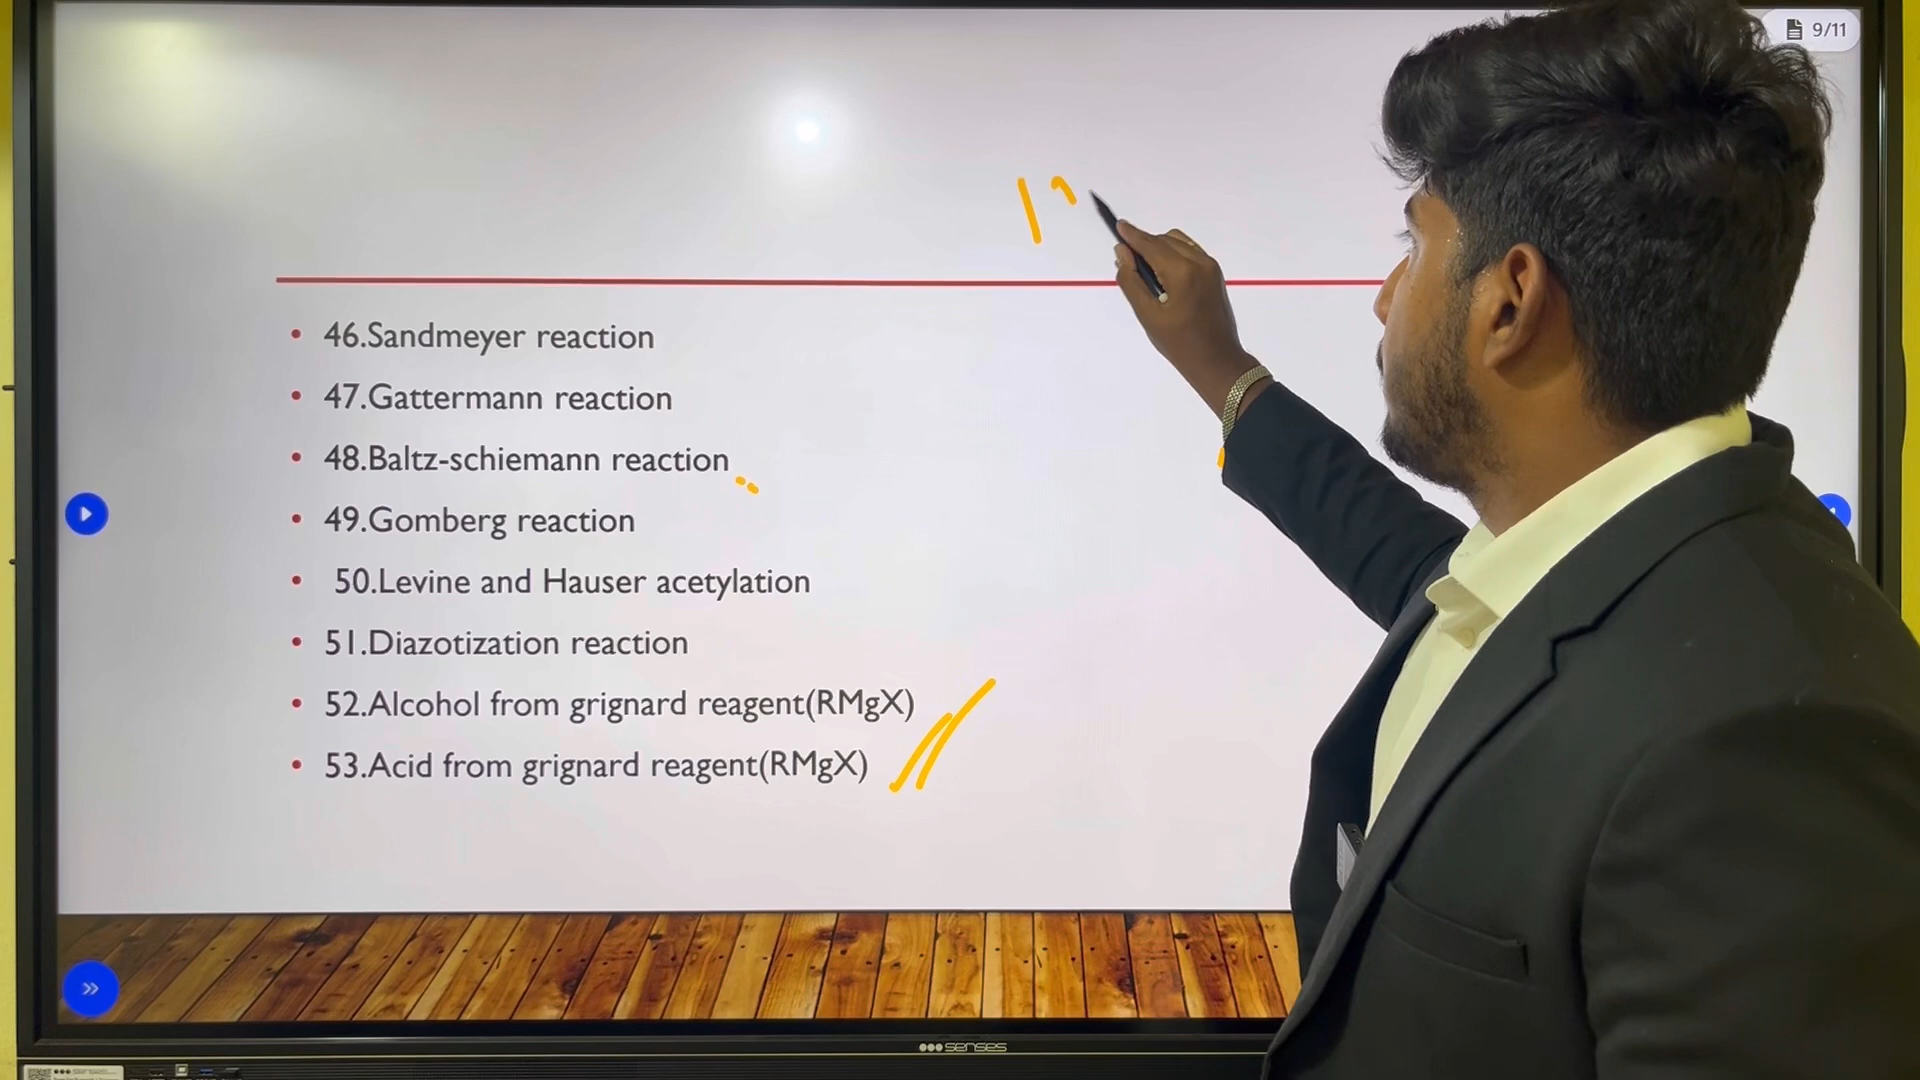 9/11
• 46.Sandmeyer reaction
• 47.Gattermann reaction
• 48.Baltz-schiemann reaction
• 49.Gomberg reaction
• 50.Levine and Hauser acetylation
• 51.Diazotization reaction
• 52.Alcohol from grignard reagent(RMgX)
• 53.Acid from grignard reagent(RMgX)
senses